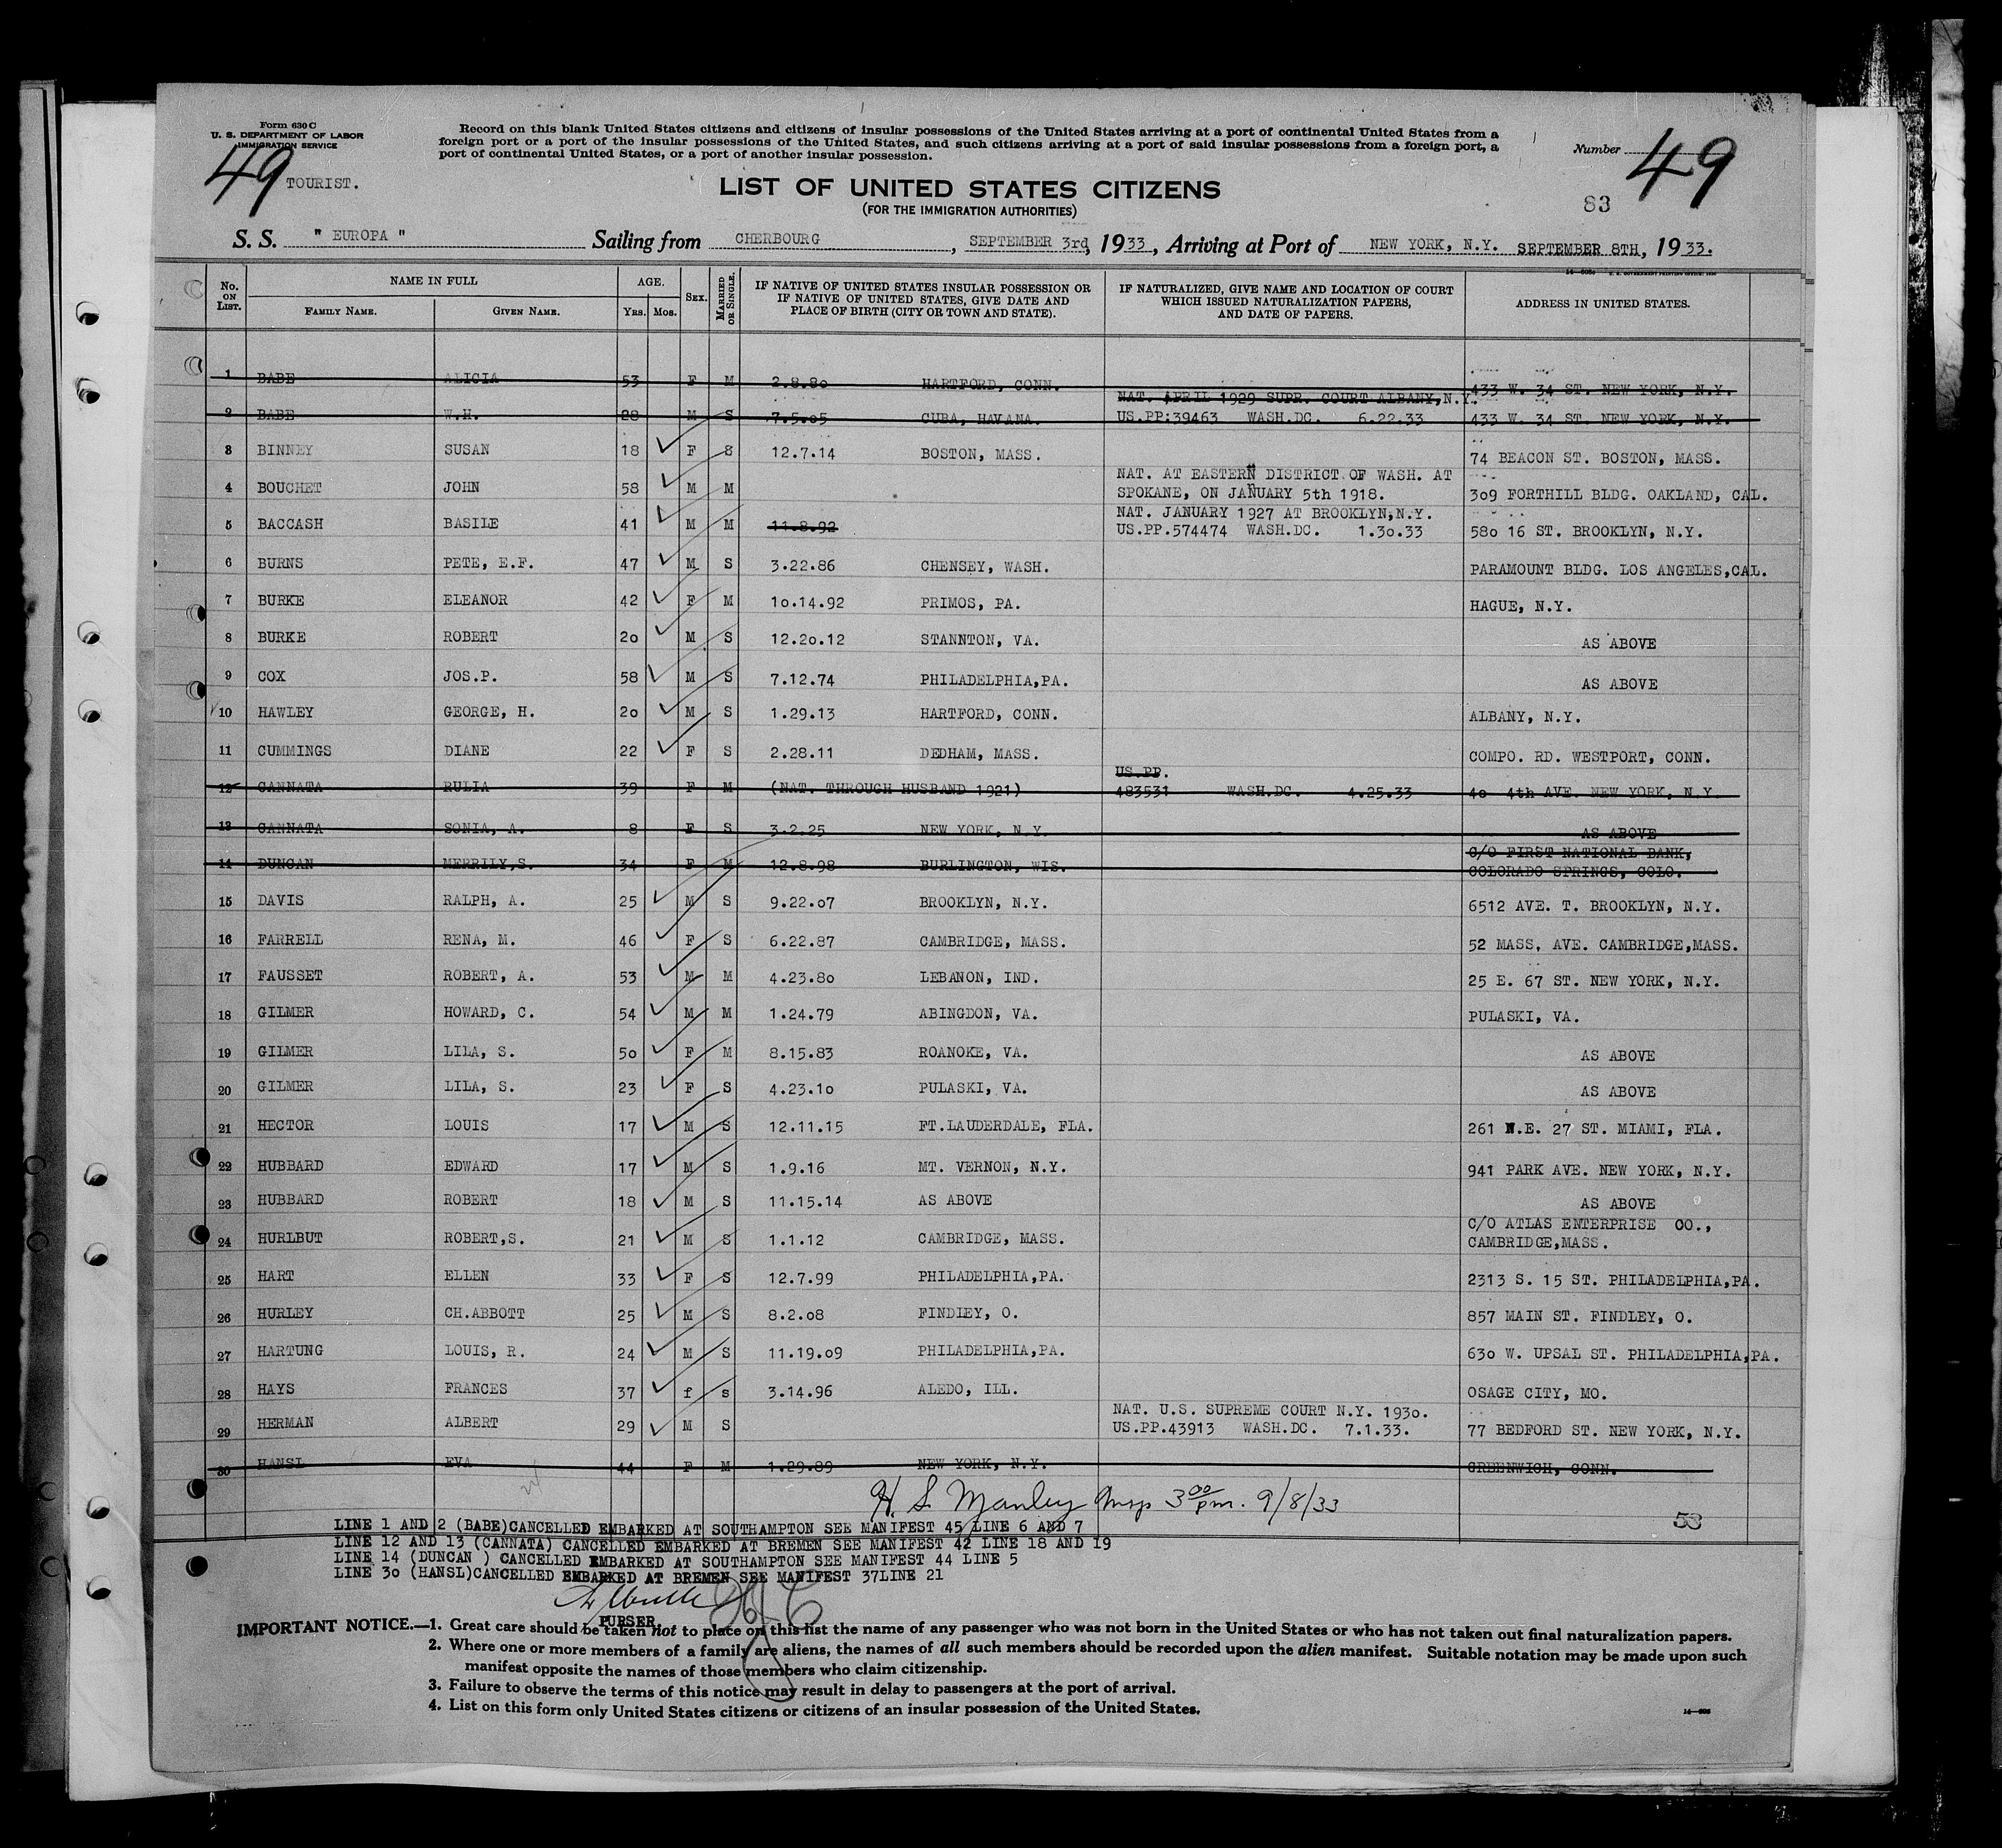 Form 630 C
U. S. DEPARTMENT OF LABOR
IMMIGRATION SERVICE
49
TOURIST.
Record on this blank United States citizens and citizens of insular possessions of the United States arriving at a port of continental United States from a
foreign port or a port of the insular possessions of the United States, and such citizens arriving at a port of said insular possessions from a foreign port, a
port of continental United States, or a port of another insular possession.
Number 49
83
LIST OF UNITED STATES CITIZENS
(FOR THE IMMIGRATION AUTHORITIES)
S. S. " EUROPA " Sailing from CHERBOURG, SEPTEMBER 3rd, 1933, Arriving at Port of NEW YORK, N.Y. SEPTEMBER 8TH, 1933.
No. ON LIST. NAME IN FULL FAMILY NAME. GIVEN NAME. AGE. YRS. MOS. SEX. MARRIED OR SINGLE. IF NATIVE OF UNITED STATES INSULAR POSSESSION OR IF NATIVE OF UNITED STATES, GIVE DATE AND PLACE OF BIRTH (CITY OR TOWN AND STATE). IF NATURALIZED, GIVE NAME AND LOCATION OF COURT WHICH ISSUED NATURALIZATION PAPERS, AND DATE OF PAPERS. ADDRESS IN UNITED STATES.
1 BABE ALICIA 53 F M 2.8.80 HARTFORD, CONN. 433 W. 34 ST. NEW YORK, N.Y.
NAT. APRIL 1929 SUPR. COURT ALBANY,N.Y.
2 BABE W.H. 28 M S 7.5.05 CUBA, HAVANA. US.PP:39463 WASH.DC. 6.22.33 433 W. 34 ST. NEW YORK, N.Y.
3 BINNEY SUSAN 18 F S 12.7.14 BOSTON, MASS. 74 BEACON ST. BOSTON, MASS.
NAT. AT EASTERN DISTRICT OF WASH. AT
4 BOUCHET JOHN 58 M M SPOKANE, ON JANUARY 5th 1918. 309 FORTHILL BLDG. OAKLAND, CAL.
NAT. JANUARY 1927 AT BROOKLYN,N.Y.
5 BACCASH BASILE 41 M M 11.8.92 US.PP.574474 WASH.DC. 1.30.33 580 16 ST. BROOKLYN, N.Y.
6 BURNS PETE, E.F. 47 M S 3.22.86 CHENSEY, WASH. PARAMOUNT BLDG. LOS ANGELES,CAL.
7 BURKE ELEANOR 42 F M 10.14.92 PRIMOS, PA. HAGUE, N.Y.
8 BURKE ROBERT 20 M S 12.20.12 STANNTON, VA. AS ABOVE
9 COX JOS.P. 58 M S 7.12.74 PHILADELPHIA,PA. AS ABOVE
10 HAWLEY GEORGE, H. 20 M S 1.29.13 HARTFORD, CONN. ALBANY, N.Y.
11 CUMMINGS DIANE 22 F S 2.28.11 DEDHAM, MASS. COMPO. RD. WESTPORT, CONN.
US.PP.
12 CANNATA RULIA 39 F M (NAT. THROUGH HUSBAND 1921) 483531 WASH.DC. 4.25.33 40 4th AVE. NEW YORK, N.Y.
13 CANNATA SONIA, A. 8 F S 3.2.25 NEW YORK, N.Y. AS ABOVE
C/O FIRST NATIONAL BANK,
14 DUNCAN MERRILY,S. 34 F M 12.8.98 BURLINGTON, WIS. COLORADO SPRINGS, COLO.
15 DAVIS RALPH, A. 25 M S 9.22.07 BROOKLYN, N.Y. 6512 AVE. T. BROOKLYN, N.Y.
16 FARRELL RENA, M. 46 F S 6.22.87 CAMBRIDGE, MASS. 52 MASS. AVE. CAMBRIDGE,MASS.
17 FAUSSET ROBERT, A. 53 M M 4.23.80 LEBANON, IND. 25 E. 67 ST. NEW YORK, N.Y.
18 GILMER HOWARD, C. 54 M M 1.24.79 ABINGDON, VA. PULASKI, VA.
19 GILMER LILA, S. 50 F M 8.15.83 ROANOKE, VA. AS ABOVE
20 GILMER LILA, S. 23 F S 4.23.10 PULASKI, VA. AS ABOVE
21 HECTOR LOUIS 17 M S 12.11.15 FT.LAUDERDALE, FLA. 261 N.E. 27 ST. MIAMI, FLA.
22 HUBBARD EDWARD 17 M S 1.9.16 MT. VERNON, N.Y. 941 PARK AVE. NEW YORK, N.Y.
23 HUBBARD ROBERT 18 M S 11.15.14 AS ABOVE AS ABOVE
C/O ATLAS ENTERPRISE CO.,
24 HURLBUT ROBERT,S. 21 M S 1.1.12 CAMBRIDGE, MASS. CAMBRIDGE,MASS.
25 HART ELLEN 33 F S 12.7.99 PHILADELPHIA,PA. 2313 S. 15 ST. PHILADELPHIA,PA.
26 HURLEY CH.ABBOTT 25 M S 8.2.08 FINDLEY, O. 857 MAIN ST. FINDLEY, O.
27 HARTUNG LOUIS, R. 24 M S 11.19.09 PHILADELPHIA,PA. 630 W. UPSAL ST. PHILADELPHIA,PA.
28 HAYS FRANCES 37 f s 3.14.96 ALEDO, ILL. OSAGE CITY, MO.
NAT. U.S. SUPREME COURT N.Y. 1930.
29 HERMAN ALBERT 29 M S US.PP.43913 WASH.DC. 7.1.33. 77 BEDFORD ST. NEW YORK, N.Y.
30 HANSL EVA 44 F M 1.29.89 NEW YORK, N.Y. GREENWICH, CONN.
H S Manley Insp 3 00 pm. 9/8/33
53
LINE 1 AND 2 (BABE)CANCELLED EMBARKED AT SOUTHAMPTON SEE MANIFEST 45 LINE 6 AND 7
LINE 12 AND 13 (CANNATA) CANCELLED EMBARKED AT BREMEN SEE MANIFEST 42 LINE 18 AND 19
LINE 14 (DUNCAN ) CANCELLED EMBARKED AT SOUTHAMPTON SEE MANIFEST 44 LINE 5
LINE 30 (HANSL)CANCELLED EMBARKED AT BREMEN SEE MANIFEST 37LINE 21
PURSER.
IMPORTANT NOTICE.—1. Great care should be taken not to place on this list the name of any passenger who was not born in the United States or who has not taken out final naturalization papers.
2. Where one or more members of a family are aliens, the names of all such members should be recorded upon the alien manifest. Suitable notation may be made upon such
manifest opposite the names of those members who claim citizenship.
3. Failure to observe the terms of this notice may result in delay to passengers at the port of arrival.
4. List on this form only United States citizens or citizens of an insular possession of the United States.